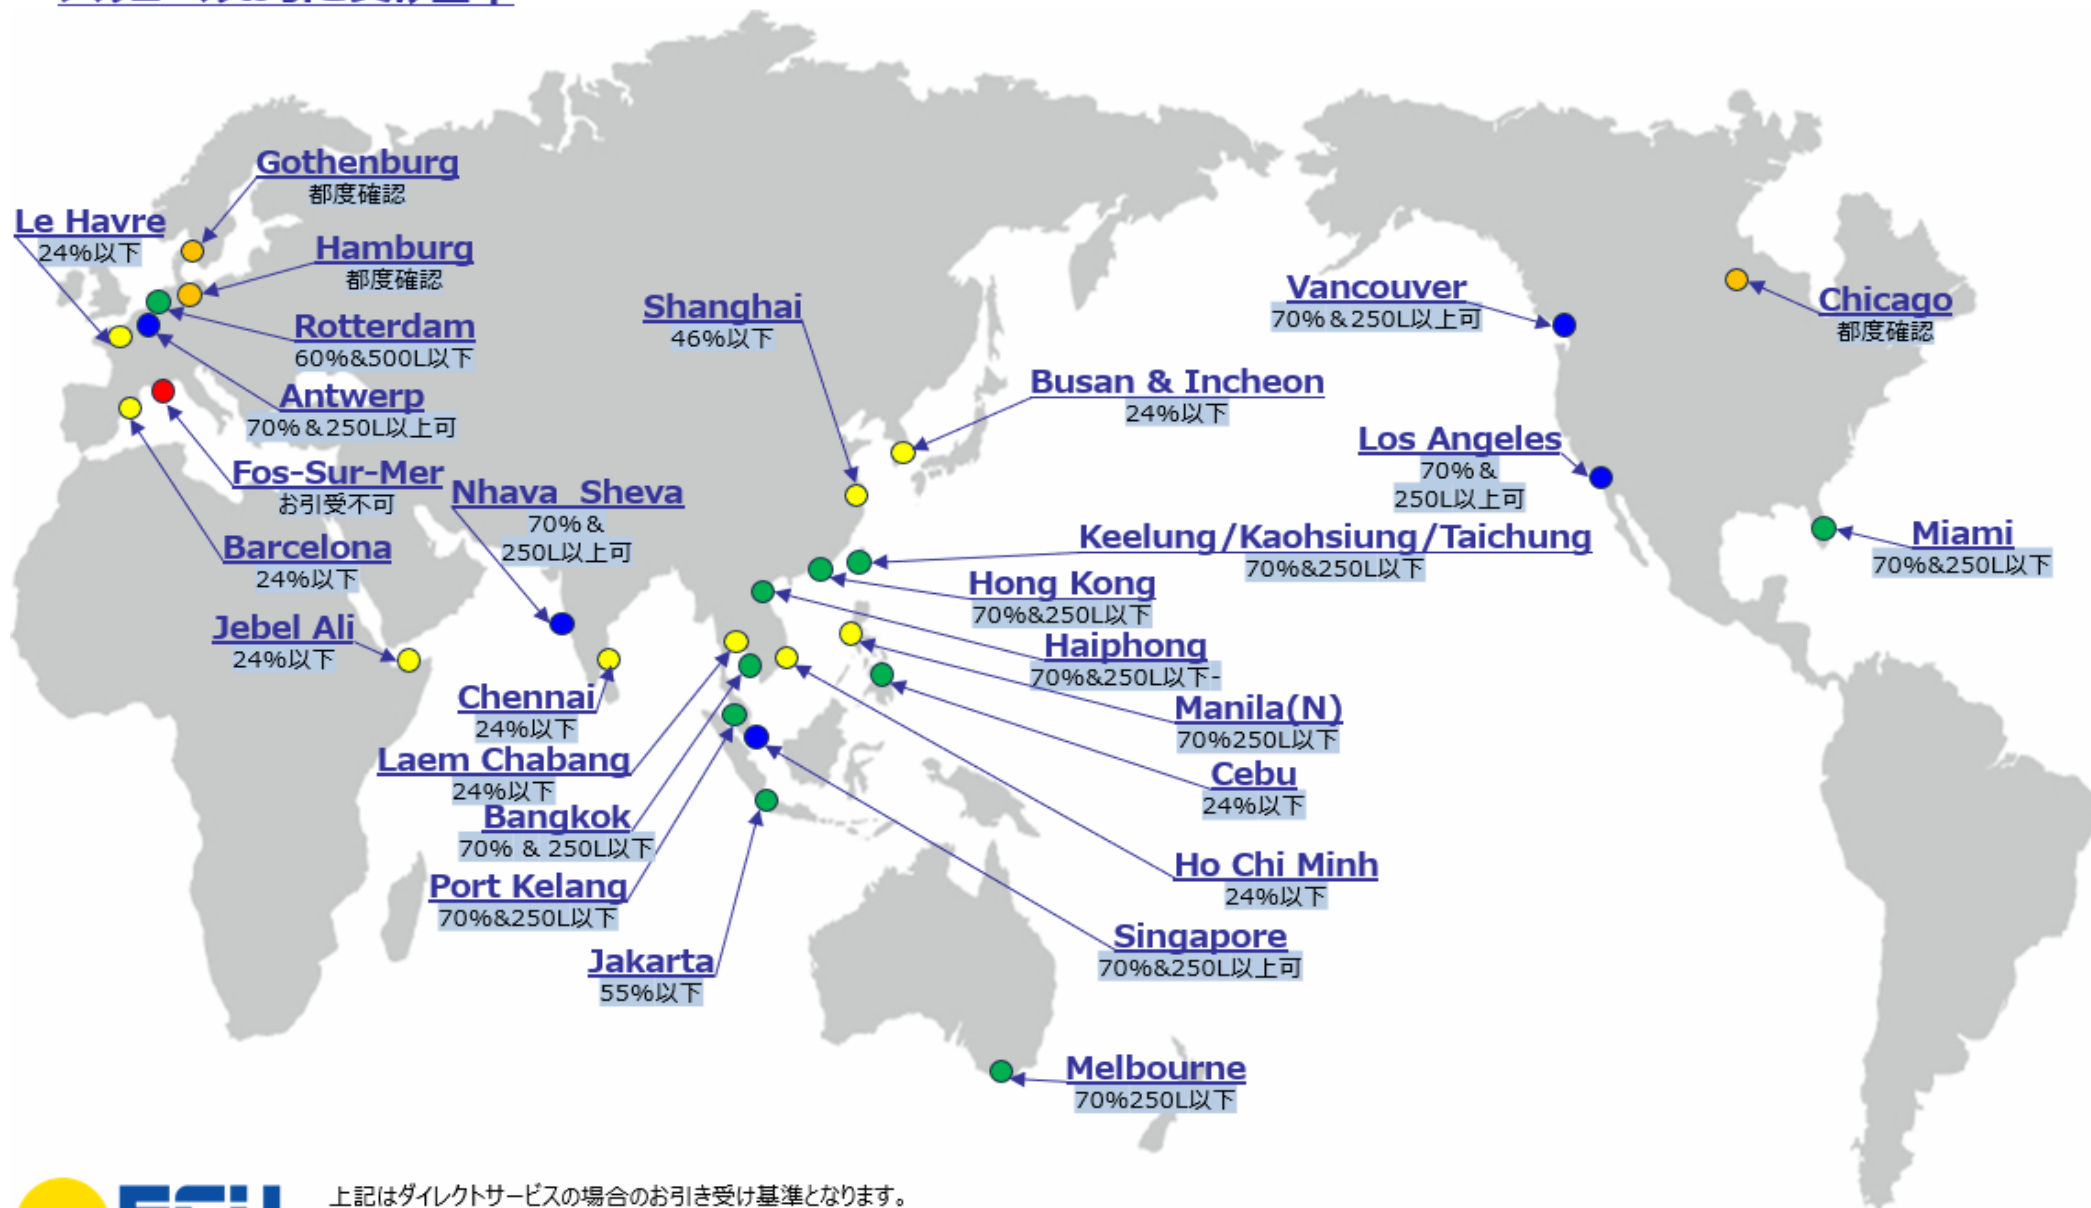 Gothenburg
都度確認
Le Havre
24%以下
Hamburg
都度確認
Rotterdam
60%&500L以下
Antwerp
70%&250L以上可
Fos-Sur-Mer
お引受不可
Barcelona
24%以下
Jebel Ali
24%以下
Nhava Sheva
70%&
250L以上可
Chennai
24%以下
Laem Chabang
24%以下
Bangkok
70% & 250L以下
Port Kelang
70%&250L以下
Jakarta
55%以下
Shanghai
46%以下
Busan & Incheon
24%以下
Keelung/Kaohsiung/Taichung
70%&250L以下
Hong Kong
70%&250L以下
Haiphong
70%&250L以下-
Manila(N)
70%250L以下
Cebu
24%以下
Ho Chi Minh
24%以下
Singapore
70%&250L以上可
Melbourne
70%250L以下
Vancouver
70%&250L以上可
Los Angeles
70%&
250L以上可
Chicago
都度確認
Miami
70%&250L以下
上記はダイレクトサービスの場合のお引き受け基準となります。